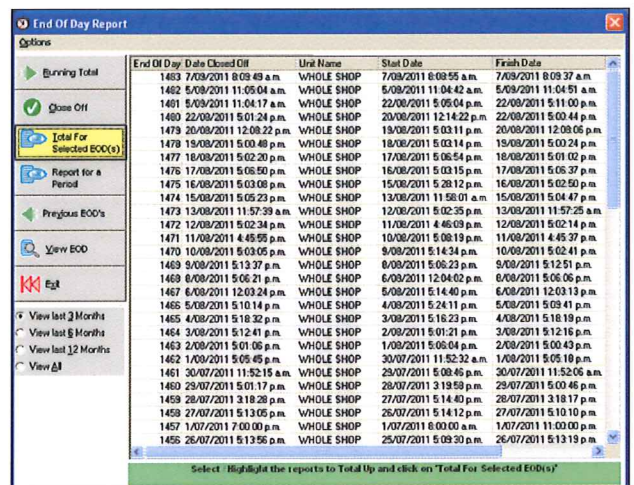 End Of Day Report
Options
Running Total
Close Off
Total For
Selected EOD(s)
Report for a
Period
Previous EOD's
View EOD
Exit
View last 3 Months
View last 6 Months
View last 12 Months
View All
End Of Day Date Closed Off Unit Name Start Date Finish Date
1483 7/09/2011 8:09:49 a.m. WHOLE SHOP 7/09/2011 8:08:55 a.m. 7/09/2011 8:09:37 a.m.
1482 5/09/2011 11:05:04 a.m. WHOLE SHOP 5/09/2011 11:04:42 a.m. 5/09/2011 11:04:51 a.m.
1481 5/09/2011 11:04:17 a.m. WHOLE SHOP 22/08/2011 5:05:04 p.m. 22/08/2011 5:11:00 p.m.
1480 22/08/2011 5:01:24 p.m. WHOLE SHOP 20/08/2011 12:14:22 p.m. 22/08/2011 5:00:44 p.m.
1479 20/08/2011 12:08:22 p.m. WHOLE SHOP 19/08/2011 5:03:11 p.m. 20/08/2011 12:08:06 p.m.
1478 19/08/2011 5:00:48 p.m. WHOLE SHOP 18/08/2011 5:03:14 p.m. 19/08/2011 5:00:24 p.m.
1477 18/08/2011 5:02:20 p.m. WHOLE SHOP 17/08/2011 5:06:54 p.m. 18/08/2011 5:01:02 p.m.
1476 17/08/2011 5:06:50 p.m. WHOLE SHOP 16/08/2011 5:03:15 p.m. 17/08/2011 5:06:37 p.m.
1475 16/08/2011 5:03:08 p.m. WHOLE SHOP 15/08/2011 5:28:12 p.m. 16/08/2011 5:02:50 p.m.
1474 15/08/2011 5:05:23 p.m. WHOLE SHOP 13/08/2011 11:58:01 a.m. 15/08/2011 5:04:47 p.m.
1473 13/08/2011 11:57:39 a.m. WHOLE SHOP 12/08/2011 5:02:35 p.m. 13/08/2011 11:57:25 a.m.
1472 12/08/2011 5:02:34 p.m. WHOLE SHOP 11/08/2011 4:46:09 p.m. 12/08/2011 5:02:14 p.m.
1471 11/08/2011 4:45:55 p.m. WHOLE SHOP 10/08/2011 5:08:19 p.m. 11/08/2011 4:45:37 p.m.
1470 10/08/2011 5:03:05 p.m. WHOLE SHOP 9/08/2011 5:14:34 p.m. 10/08/2011 5:02:41 p.m.
1469 9/08/2011 5:13:37 p.m. WHOLE SHOP 8/08/2011 5:06:23 p.m. 9/08/2011 5:12:51 p.m.
1468 8/08/2011 5:06:21 p.m. WHOLE SHOP 6/08/2011 12:04:02 p.m. 8/08/2011 5:06:06 p.m.
1467 6/08/2011 12:03:24 p.m. WHOLE SHOP 5/08/2011 5:14:40 p.m. 6/08/2011 12:03:13 p.m.
1466 5/08/2011 5:10:14 p.m. WHOLE SHOP 4/08/2011 5:24:11 p.m. 5/08/2011 5:09:41 p.m.
1465 4/08/2011 5:18:32 p.m. WHOLE SHOP 3/08/2011 5:16:23 p.m. 4/08/2011 5:18:19 p.m.
1464 3/08/2011 5:12:41 p.m. WHOLE SHOP 2/08/2011 5:01:21 p.m. 3/08/2011 5:12:16 p.m.
1463 2/08/2011 5:01:06 p.m. WHOLE SHOP 1/08/2011 5:06:04 p.m. 2/08/2011 5:00:43 p.m.
1462 1/08/2011 5:05:45 p.m. WHOLE SHOP 30/07/2011 11:52:32 a.m. 1/08/2011 5:05:18 p.m.
1461 30/07/2011 11:52:15 a.m. WHOLE SHOP 29/07/2011 5:08:46 p.m. 30/07/2011 11:52:06 a.m.
1460 29/07/2011 5:01:17 p.m. WHOLE SHOP 28/07/2011 3:19:58 p.m. 29/07/2011 5:00:46 p.m.
1459 28/07/2011 3:18:28 p.m. WHOLE SHOP 27/07/2011 5:14:40 p.m. 28/07/2011 3:18:17 p.m.
1458 27/07/2011 5:13:05 p.m. WHOLE SHOP 26/07/2011 5:14:12 p.m. 27/07/2011 5:10:10 p.m.
1457 1/07/2011 7:00:00 p.m. WHOLE SHOP 1/07/2011 8:00:00 a.m. 1/07/2011 11:00:00 p.m.
1456 26/07/2011 5:13:56 p.m. WHOLE SHOP 25/07/2011 5:09:30 p.m. 26/07/2011 5:13:19 p.m.
Select / Highlight the reports to Total Up and click on 'Total For Selected EOD(s)'